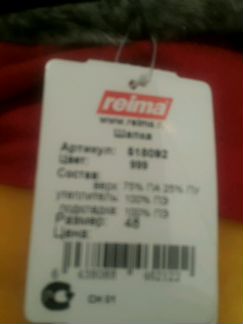 reima
www.reima.
Шапка
Артикул: 518092
Цвет: 999
Состав:
верх: 75% ПА 25% ПУ
утеплитель: 100% ПЭ
подкладка: 100% ПЭ
Размер: 48
Цена: